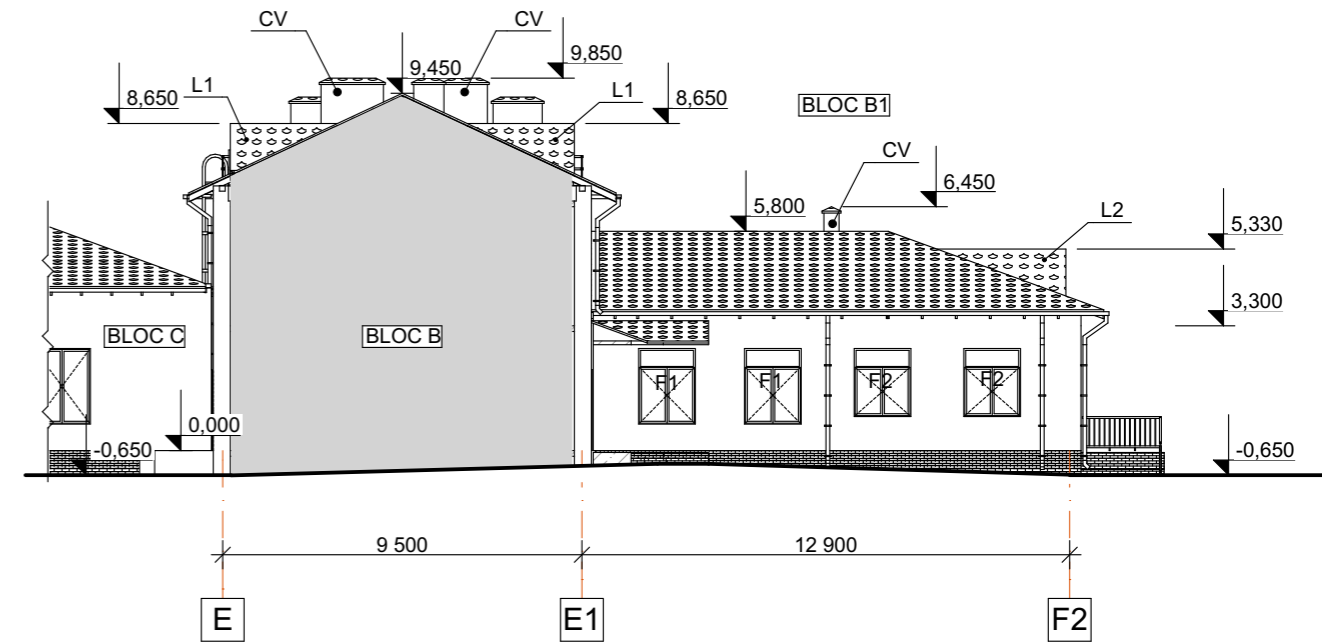 CV
CV
9,850
9,450
8,650
L1
L1
8,650
BLOC B1
CV
6,450
5,800
L2
5,330
3,300
BLOC C
BLOC B
F1
F1
F2
F2
0,000
-0,650
-0,650
9 500
12 900
E
E1
F2